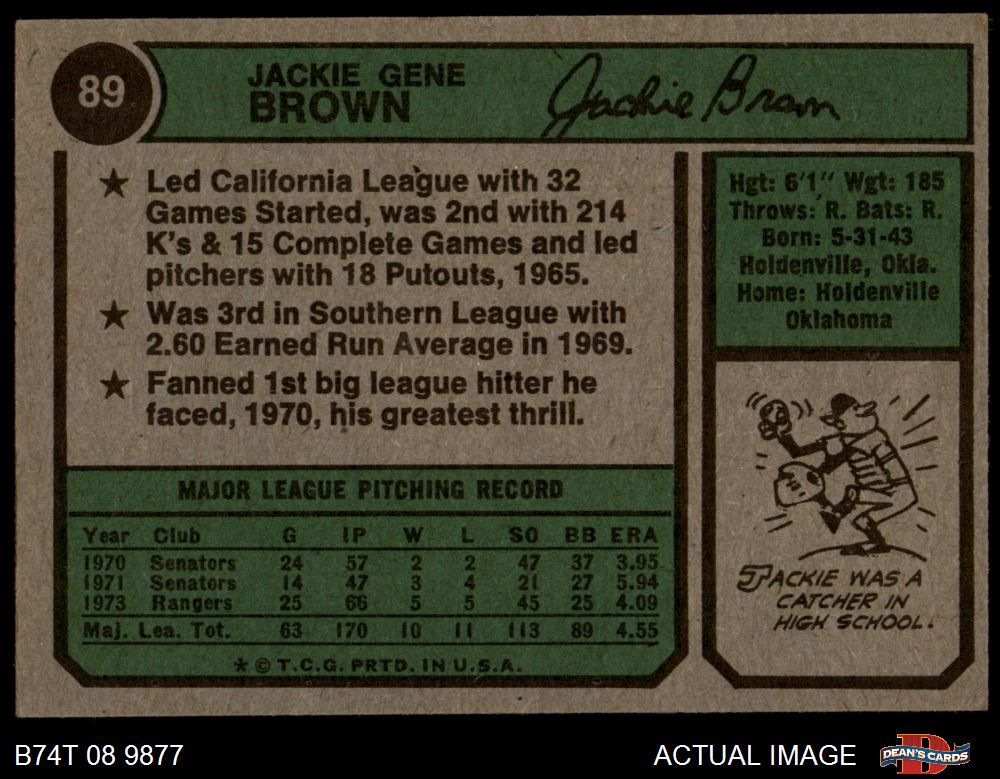 89
JACKIE GENE
BROWN
Jackie Brown
★ Led California League with 32
Games Started, was 2nd with 214
K's & 15 Complete Games and led
pitchers with 18 Putouts, 1965.
★ Was 3rd in Southern League with
2.60 Earned Run Average in 1969.
★ Fanned 1st big league hitter he
faced, 1970, his greatest thrill.
Hgt: 6'1" Wgt: 185
Throws: R. Bats: R.
Born: 5-31-43
Holdenville, Okla.
Home: Holdenville
Oklahoma
JACKIE WAS A
CATCHER IN
HIGH SCHOOL.
MAJOR LEAGUE PITCHING RECORD
Year Club G IP W L SO BB ERA
1970 Senators 24 57 2 2 47 37 3.95
1971 Senators 14 47 3 4 21 27 5.94
1973 Rangers 25 66 5 5 45 25 4.09
Maj. Lea. Tot. 63 170 10 11 113 89 4.55
* © T.C.G. PRTD. IN U.S.A.
B74T 08 9877
ACTUAL IMAGE
DEAN'S CARDS